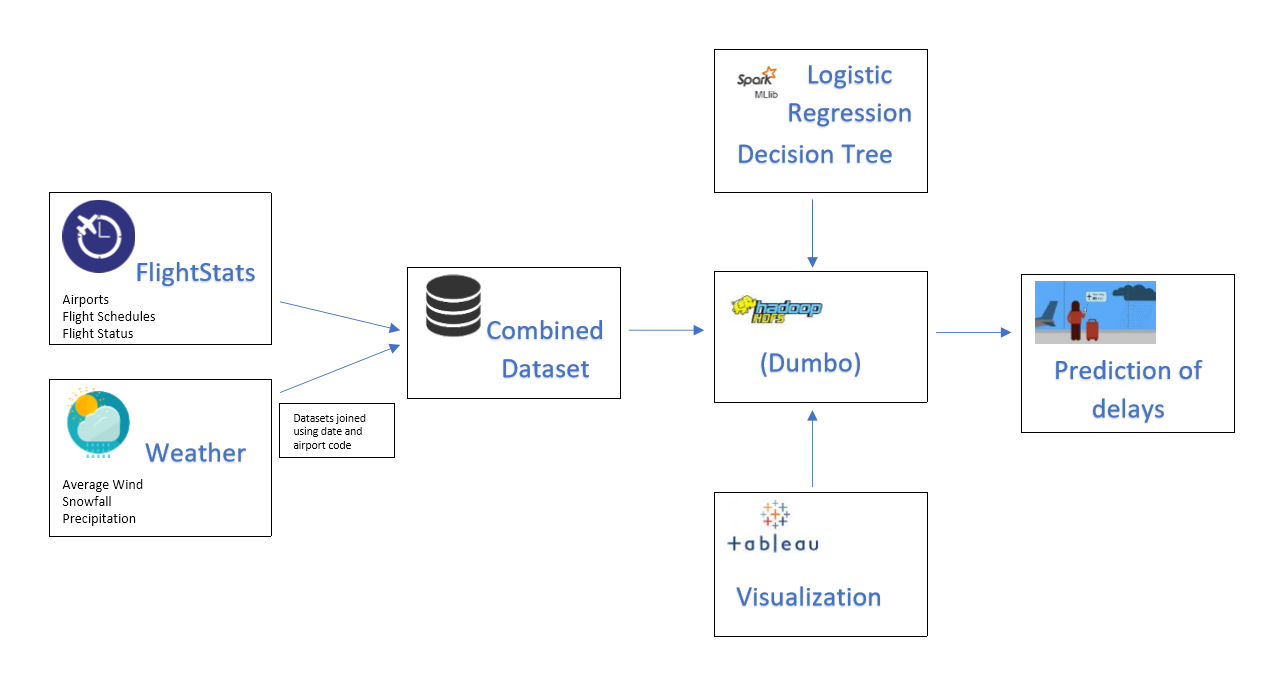 Spark
MLlib
Logistic
Regression
Decision Tree
FlightStats
Airports
Flight Schedules
Flight Status
Weather
Average Wind
Snowfall
Precipitation
Datasets joined
using date and
airport code
Combined
Dataset
hadoop
HDFS
(Dumbo)
+ableau
Visualization
Prediction of
delays